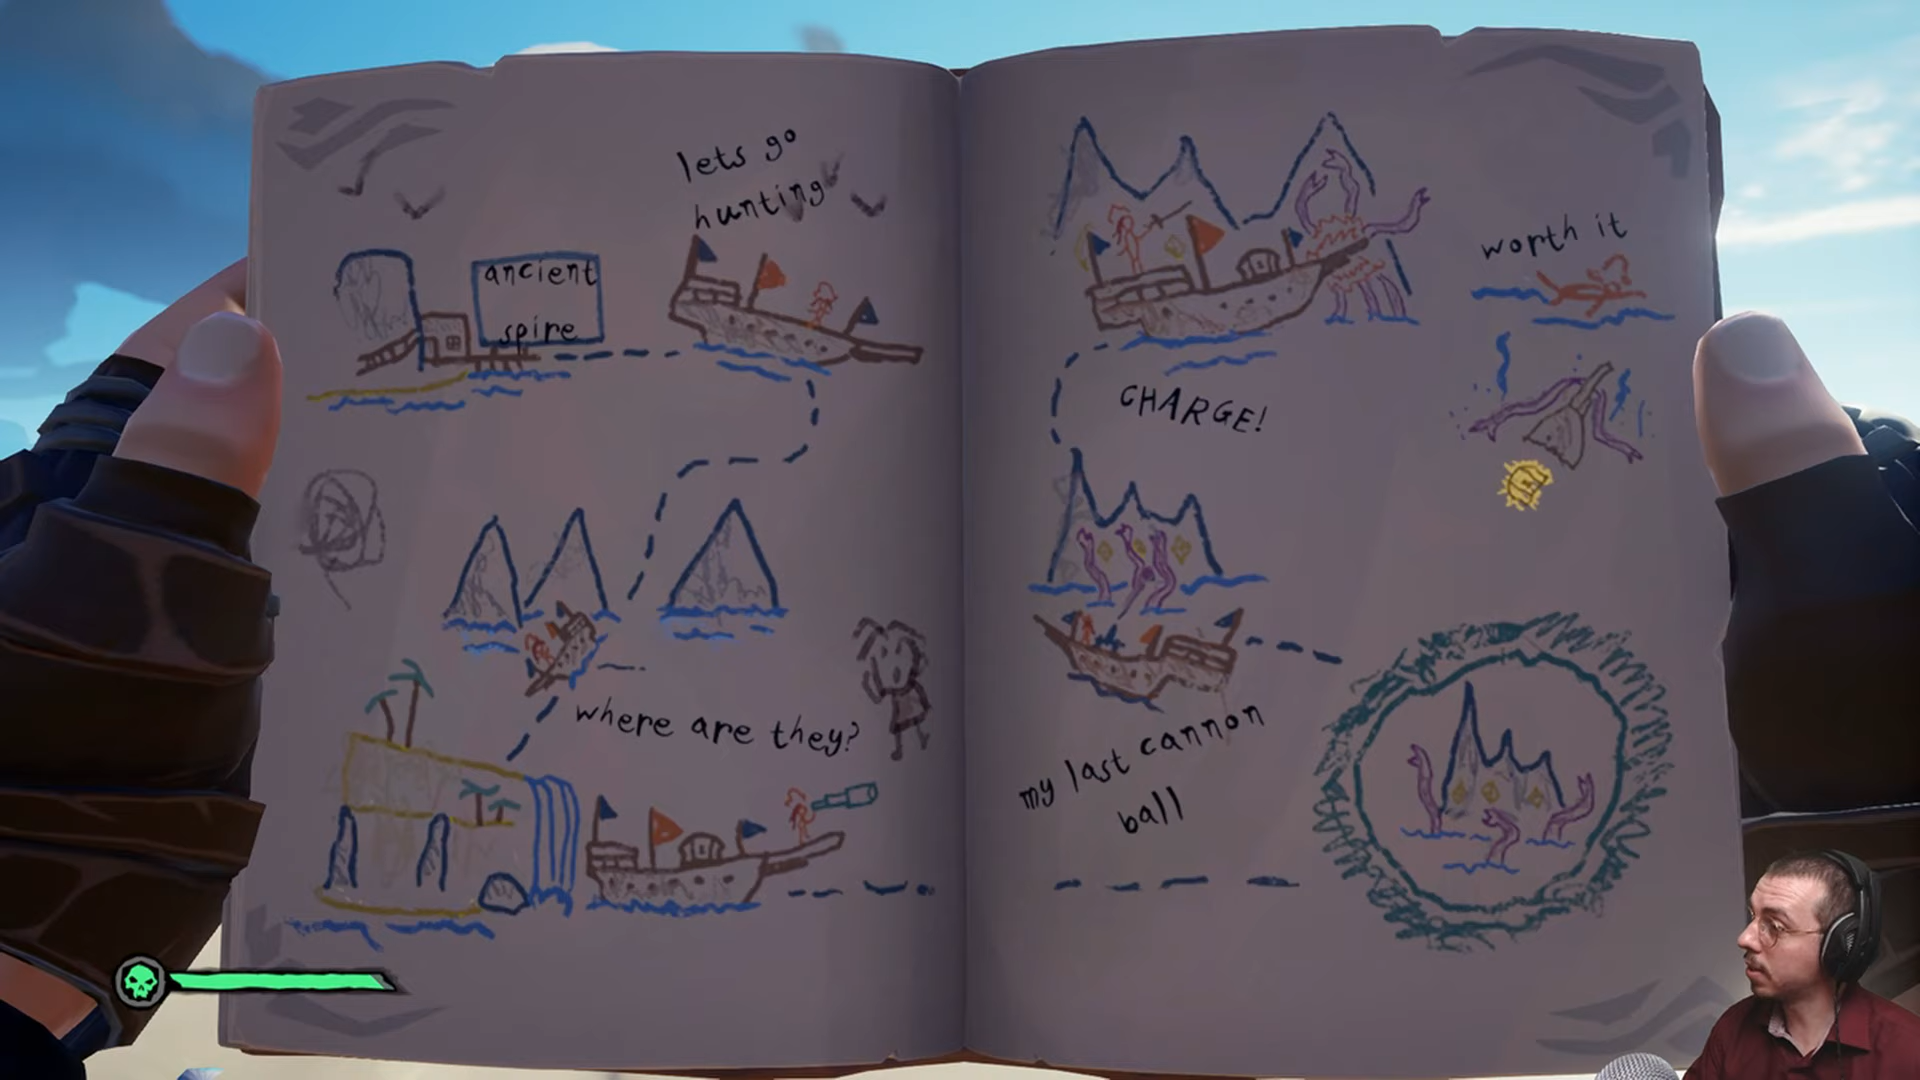 lets go
hunting
ancient
spire
where are they?
worth it
CHARGE!
my last cannon
ball